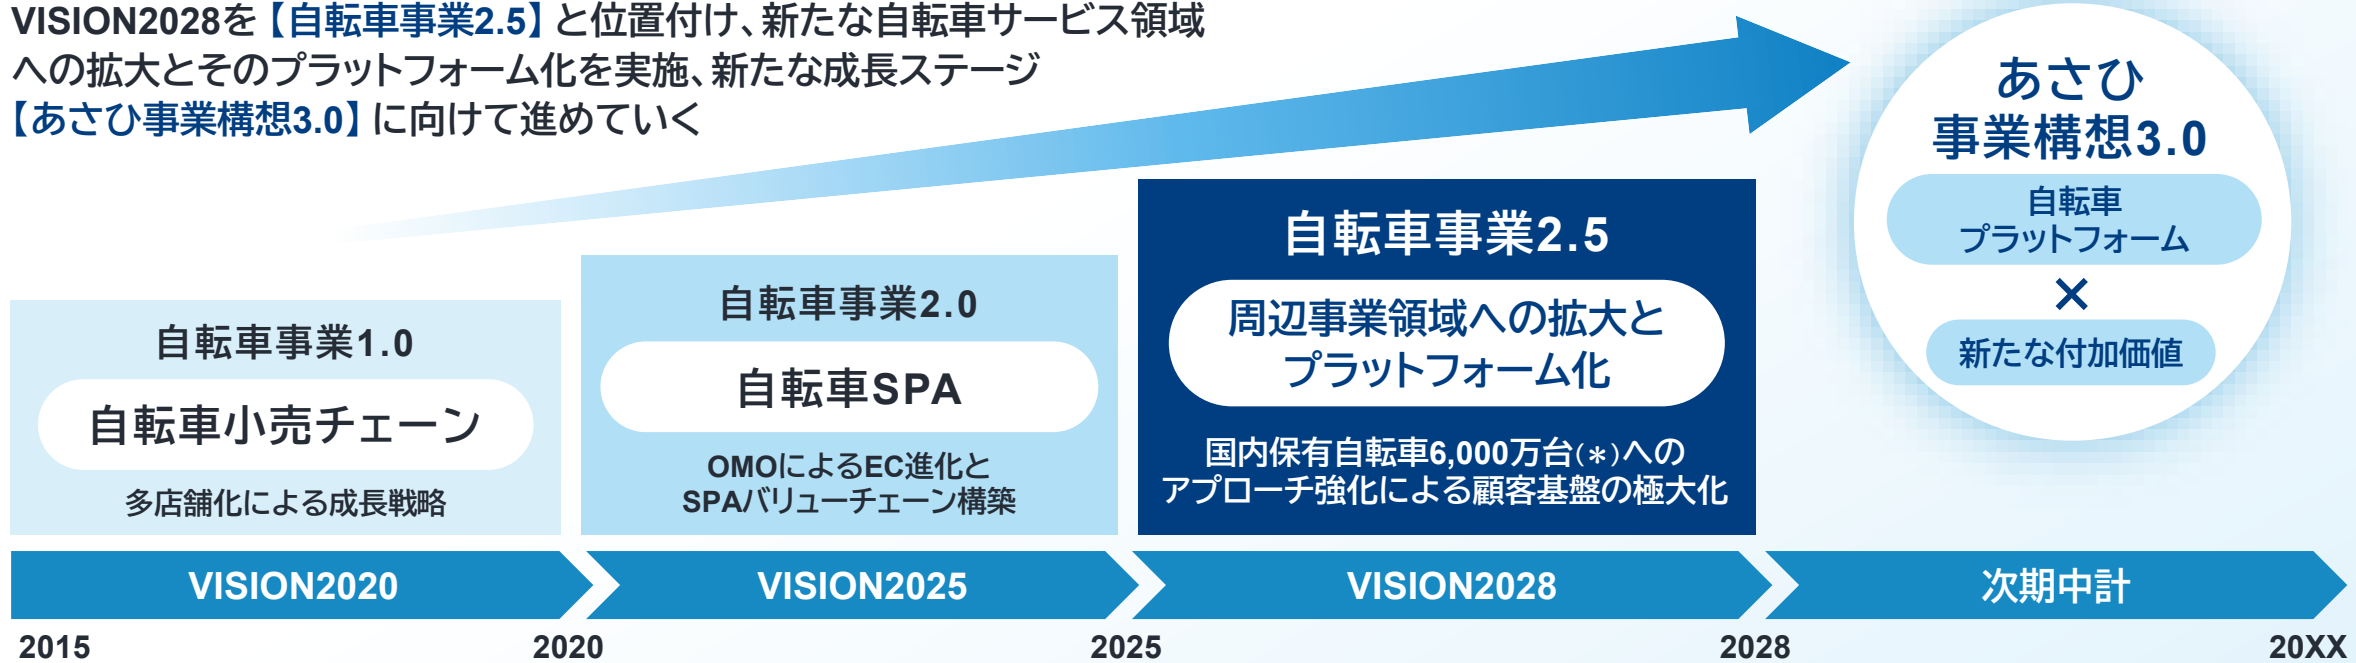 VISION2028を【自転車事業2.5】と位置付け、新たな自転車サービス領域
への拡大とそのプラットフォーム化を実施、新たな成長ステージ
【あさひ事業構想3.0】に向けて進めていく
あさひ
事業構想3.0
自転車
プラットフォーム
×
新たな付加価値
自転車事業2.5
周辺事業領域への拡大と
プラットフォーム化
国内保有自転車6,000万台(＊)への
アプローチ強化による顧客基盤の極大化
自転車事業2.0
自転車SPA
OMOによるEC進化と
SPAバリューチェーン構築
自転車事業1.0
自転車小売チェーン
多店舗化による成長戦略
VISION2020
VISION2025
VISION2028
次期中計
2015
2020
2025
2028
20XX